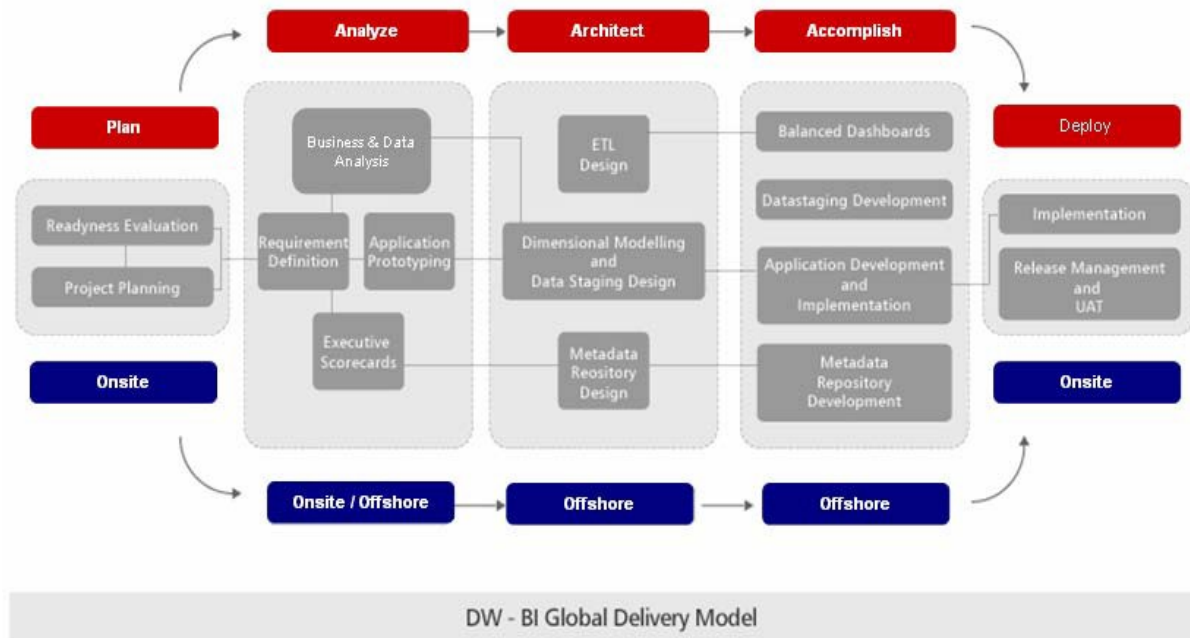 Analyze
Architect
Accomplish
Plan
Deploy
Business & Data
Analysis
ETL
Design
Balanced Dashboards
Readyness Evaluation
Project Planning
Requirement
Definition
Application
Prototyping
Dimensional Modelling
and
Data Staging Design
Datastaging Development
Application Development
and
Implementation
Implementation
Release Management
and
UAT
Executive
Scorecards
Metadata
Reository
Design
Metadata
Repository
Development
Onsite
Onsite
Onsite / Offshore
Offshore
Offshore
DW - BI Global Delivery Model